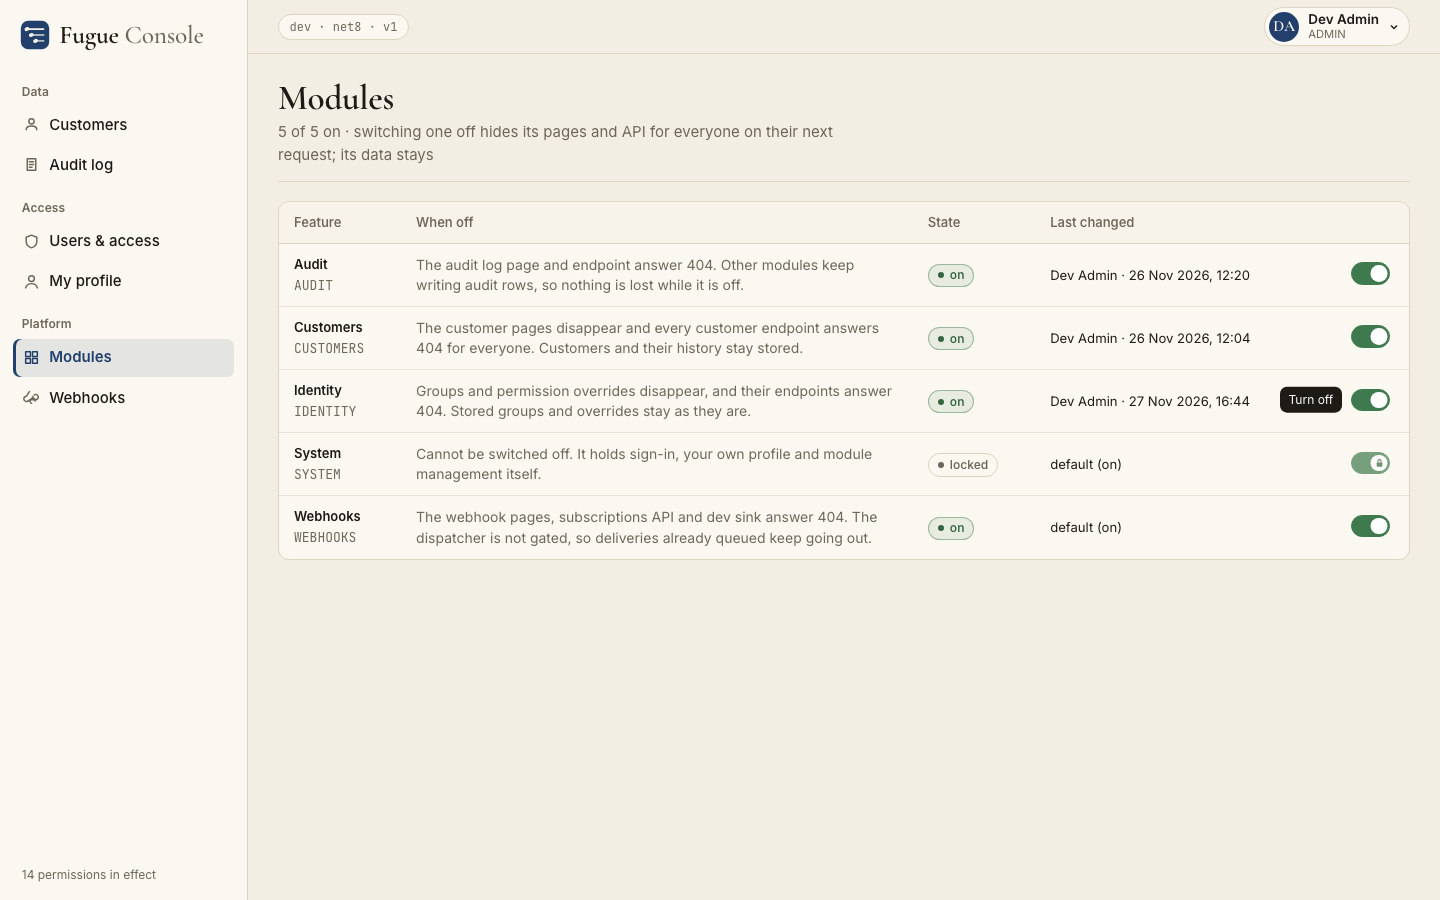 Fugue Console
dev · net8 · v1
DA
Dev Admin
ADMIN
Data
Customers
Audit log
Access
Users & access
My profile
Platform
Modules
Webhooks
14 permissions in effect
Modules
5 of 5 on · switching one off hides its pages and API for everyone on their next
request; its data stays
Feature When off State Last changed
Audit
AUDIT
The audit log page and endpoint answer 404. Other modules keep
writing audit rows, so nothing is lost while it is off.
on
Dev Admin · 26 Nov 2026, 12:20
Customers
CUSTOMERS
The customer pages disappear and every customer endpoint answers
404 for everyone. Customers and their history stay stored.
on
Dev Admin · 26 Nov 2026, 12:04
Identity
IDENTITY
Groups and permission overrides disappear, and their endpoints answer
404. Stored groups and overrides stay as they are.
on
Dev Admin · 27 Nov 2026, 16:44
Turn off
System
SYSTEM
Cannot be switched off. It holds sign-in, your own profile and module
management itself.
locked
default (on)
Webhooks
WEBHOOKS
The webhook pages, subscriptions API and dev sink answer 404. The
dispatcher is not gated, so deliveries already queued keep going out.
on
default (on)